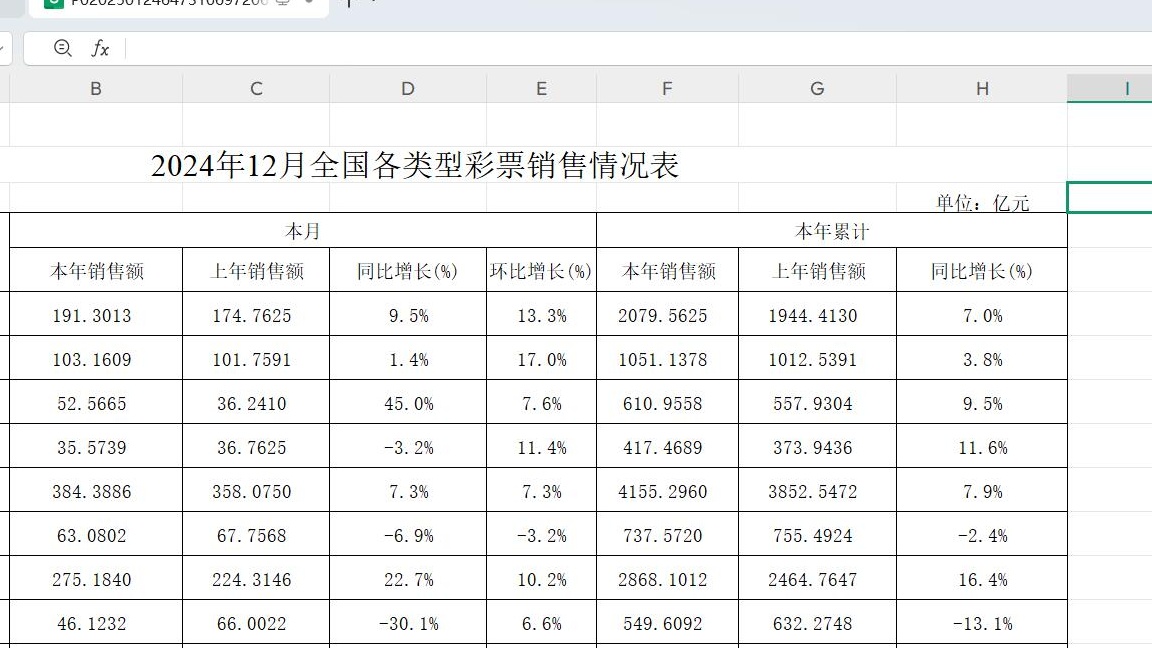 fx
B C D E F G H I
2024年12月全国各类型彩票销售情况表
单位：亿元
本月 本年累计
本年销售额 上年销售额 同比增长(%) 环比增长(%) 本年销售额 上年销售额 同比增长(%)
191.3013 174.7625 9.5% 13.3% 2079.5625 1944.4130 7.0%
103.1609 101.7591 1.4% 17.0% 1051.1378 1012.5391 3.8%
52.5665 36.2410 45.0% 7.6% 610.9558 557.9304 9.5%
35.5739 36.7625 -3.2% 11.4% 417.4689 373.9436 11.6%
384.3886 358.0750 7.3% 7.3% 4155.2960 3852.5472 7.9%
63.0802 67.7568 -6.9% -3.2% 737.5720 755.4924 -2.4%
275.1840 224.3146 22.7% 10.2% 2868.1012 2464.7647 16.4%
46.1232 66.0022 -30.1% 6.6% 549.6092 632.2748 -13.1%